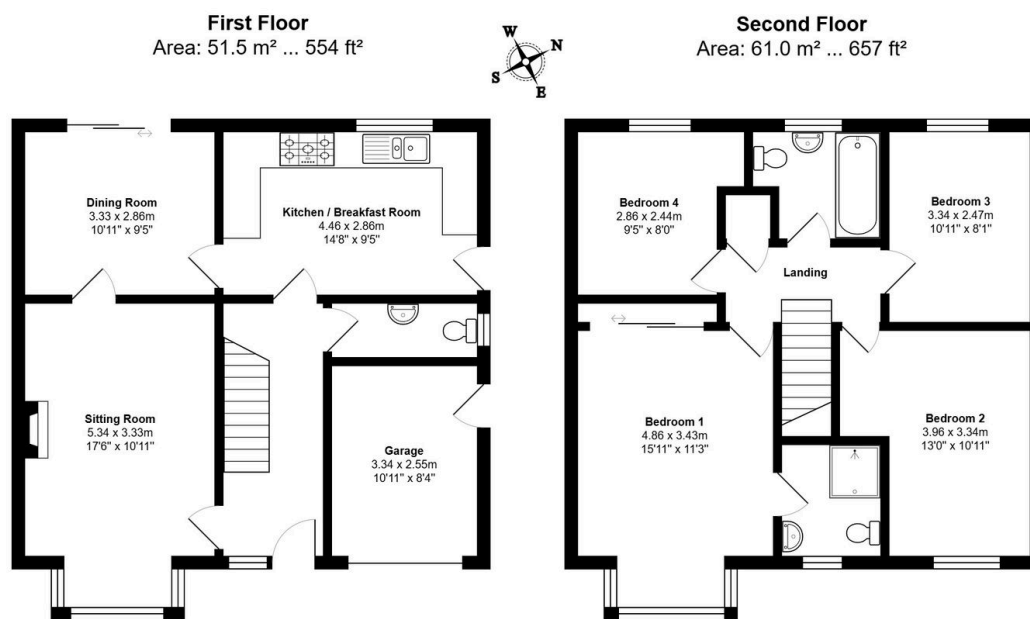 First Floor
Area: 51.5 m² ... 554 ft²
W
N
S
E
Second Floor
Area: 61.0 m² ... 657 ft²
Dining Room
3.33 x 2.86m
10'11" x 9'5"
Kitchen / Breakfast Room
4.46 x 2.86m
14'8" x 9'5"
Sitting Room
5.34 x 3.33m
17'6" x 10'11"
Garage
3.34 x 2.55m
10'11" x 8'4"
Bedroom 4
2.86 x 2.44m
9'5" x 8'0"
Bedroom 3
3.34 x 2.47m
10'11" x 8'1"
Landing
Bedroom 1
4.86 x 3.43m
15'11" x 11'3"
Bedroom 2
3.96 x 3.34m
13'0" x 10'11"